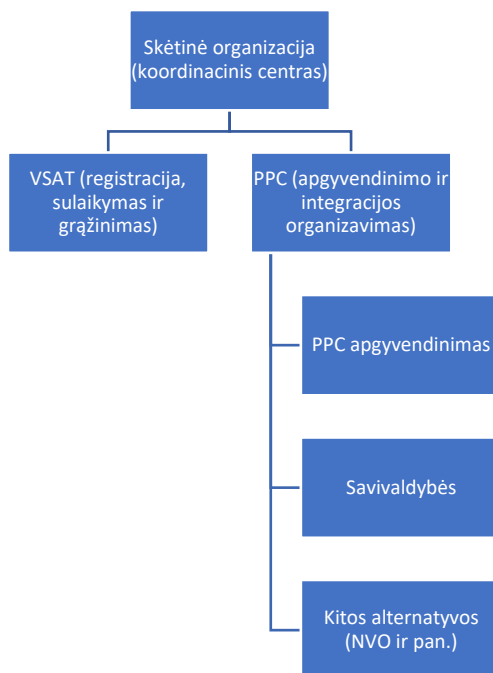 Skėtinė organizacija
(koordinacinis centras)
VSAT (registracija,
sulaikymas ir
grąžinimas)
PPC (apgyvendinimo ir
integracijos
organizavimas)
PPC apgyvendinimas
Savivaldybės
Kitos alternatyvos
(NVO ir pan.)